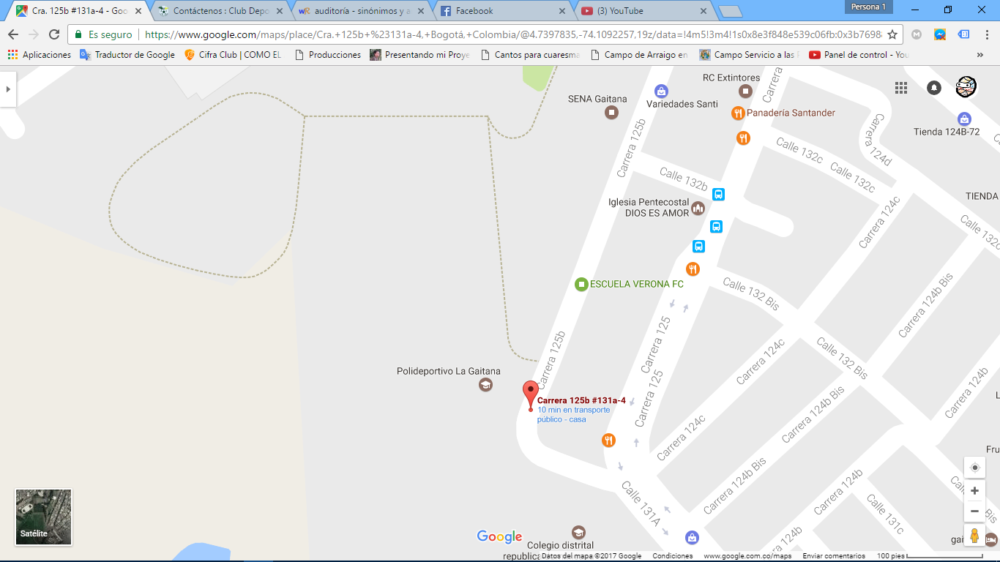 Cra. 125b #131a-4 - Goo
Contáctenos : Club Depo
auditoría - sinónimos y a
Facebook
(3) YouTube
Persona 1
Es seguro
https://www.google.com/maps/place/Cra.+125b+%23131a-4,+Bogotá,+Colombia/@4.7397835,-74.1092257,19z/data=!4m5!3m4!1s0x8e3f848e539c06fb:0x3b7698
Aplicaciones
Traductor de Google
Cifra Club | COMO EL
Producciones
Presentando mi Proye
Cantos para cuaresma
Campo de Arraigo en
Campo Servicio a las
Panel de control - You
»
RC Extintores
SENA Gaitana
Variedades Santi
Carrera
Panadería Santander
Tienda 124B-72
Carrera 124d
Carrera 125b
Calle 132c
Calle 132c
Calle 132b
Iglesia Pentecostal
DIOS ES AMOR
TIENDA
Carrera 124c
Calle 132c
ESCUELA VERONA FC
Calle 132 Bis
Carrera 124b Bis
Carrera 125
Carrera 125b
Carrera 124c
Calle 132 Bis
Polideportivo La Gaitana
Carrera 125
Carrera 124b
Carrera 125b #131a-4
10 min en transporte
público - casa
Carrera 124b Bis
Carrera 124c
Fru
Carrera 124b Bis
Carrera 124b
Calle 131A
Calle 131c
Satélite
Google
Colegio distrital
republica
Carrera 124b
gai
Datos del mapa ©2017 Google
Condiciones
www.google.com.co/maps
Enviar comentarios
100 pies